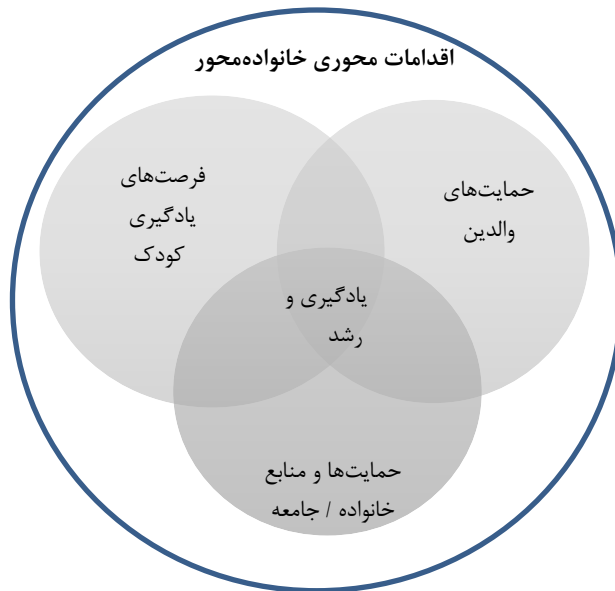 اقدامات محوری خانواده‌محور
حمایت‌های
والدین
فرصت‌های
یادگیری
کودک
یادگیری و
رشد
حمایت‌ها و منابع
خانواده / جامعه